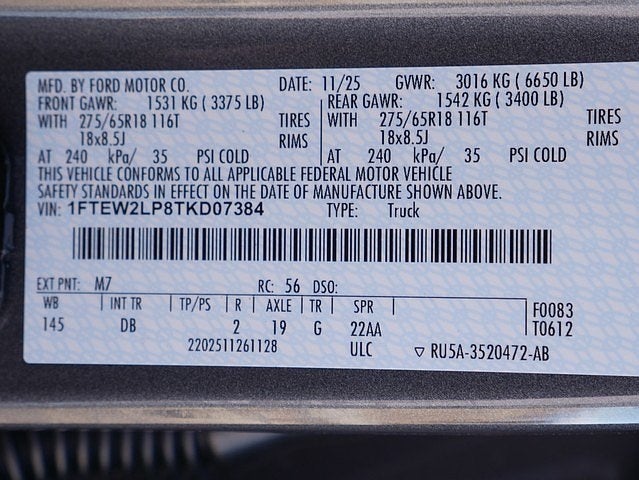 MFD. BY FORD MOTOR CO. DATE: 11/25 GVWR: 3016 KG ( 6650 LB)
FRONT GAWR: 1531 KG ( 3375 LB) REAR GAWR: 1542 KG ( 3400 LB)
WITH 275/65R18 116T TIRES WITH 275/65R18 116T TIRES
18x8.5J RIMS 18x8.5J RIMS
AT 240 kPa/ 35 PSI COLD AT 240 kPa/ 35 PSI COLD
THIS VEHICLE CONFORMS TO ALL APPLICABLE FEDERAL MOTOR VEHICLE
SAFETY STANDARDS IN EFFECT ON THE DATE OF MANUFACTURE SHOWN ABOVE.
VIN: 1FTEW2LP8TKD07384 TYPE: Truck
EXT PNT: M7 RC: 56 DSO:
WB | INT TR | TP/PS | R | AXLE | TR | SPR | F0083
145 DB 2 19 G 22AA T0612
2202511261128 ULC ▽ RU5A-3520472-AB